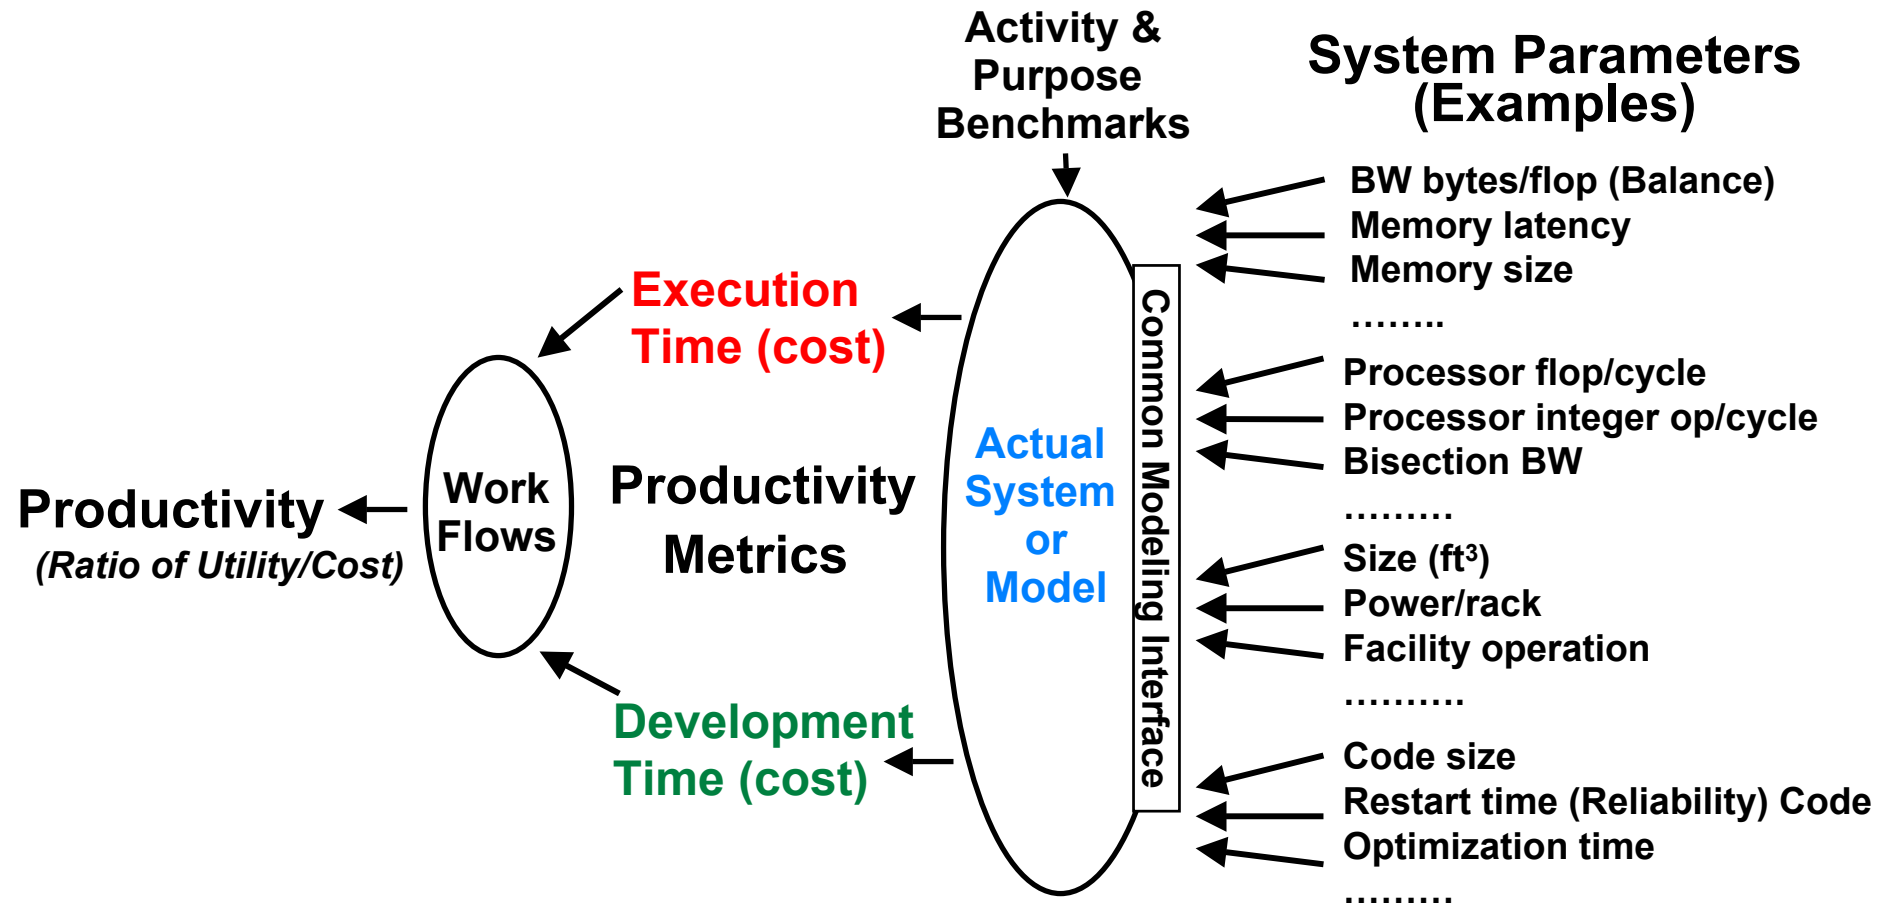 Activity &
Purpose
Benchmarks
System Parameters
(Examples)
BW bytes/flop (Balance)
Memory latency
Memory size
……..
Processor flop/cycle
Processor integer op/cycle
Bisection BW
………
Size (ft³)
Power/rack
Facility operation
……….
Code size
Restart time (Reliability) Code
Optimization time
………
Common Modeling Interface
Actual
System
or
Model
Execution
Time (cost)
Productivity
Metrics
Development
Time (cost)
Work
Flows
Productivity
(Ratio of Utility/Cost)